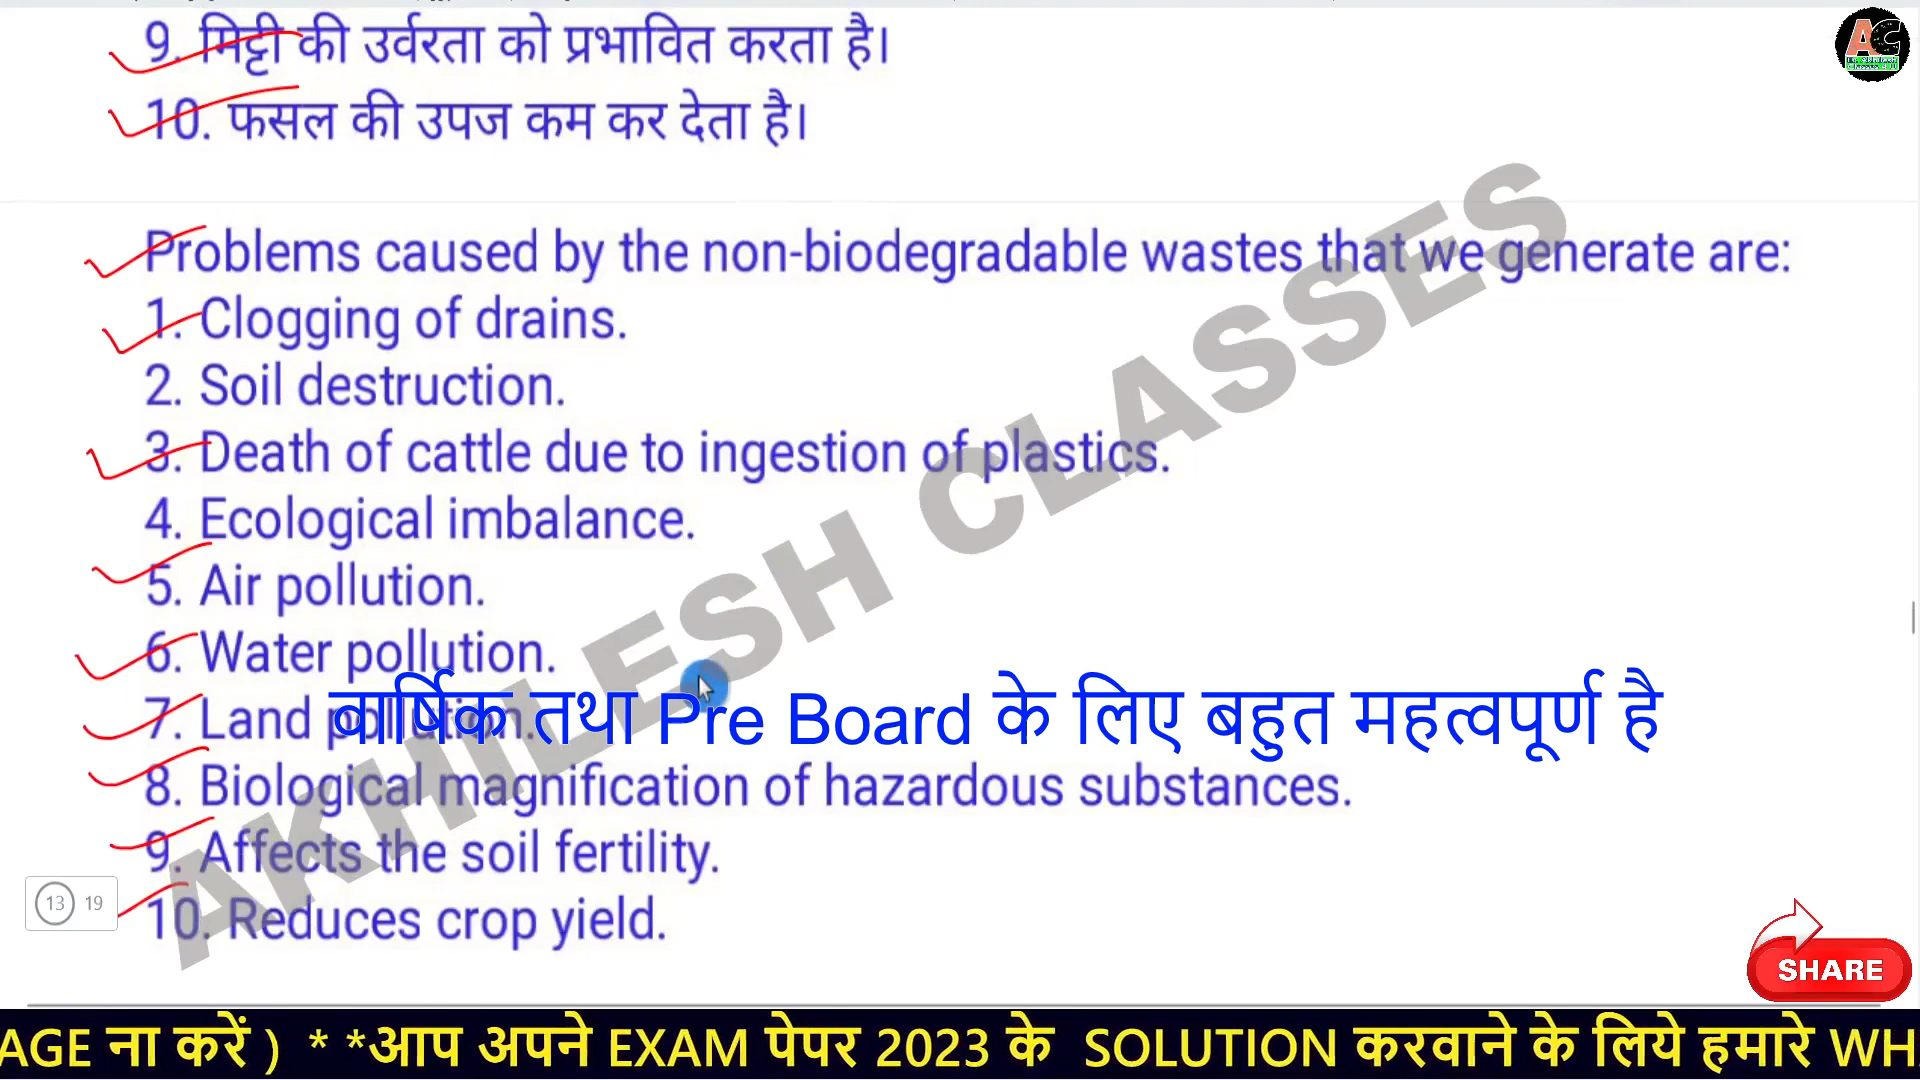 9. मिट्टी की उर्वरता को प्रभावित करता है।
10. फसल की उपज कम कर देता है।
Problems caused by the non-biodegradable wastes that we generate are:
1. Clogging of drains.
2. Soil destruction.
3. Death of cattle due to ingestion of plastics.
4. Ecological imbalance.
5. Air pollution.
6. Water pollution.
7. Land pollution.
वार्षिक तथा Pre Board के लिए बहुत महत्वपूर्ण है
8. Biological magnification of hazardous substances.
9. Affects the soil fertility.
10. Reduces crop yield.
AKHILESH CLASSES
13 19
SHARE
AGE ना करें ) * *आप अपने EXAM पेपर 2023 के SOLUTION करवाने के लिये हमारे WH
AC